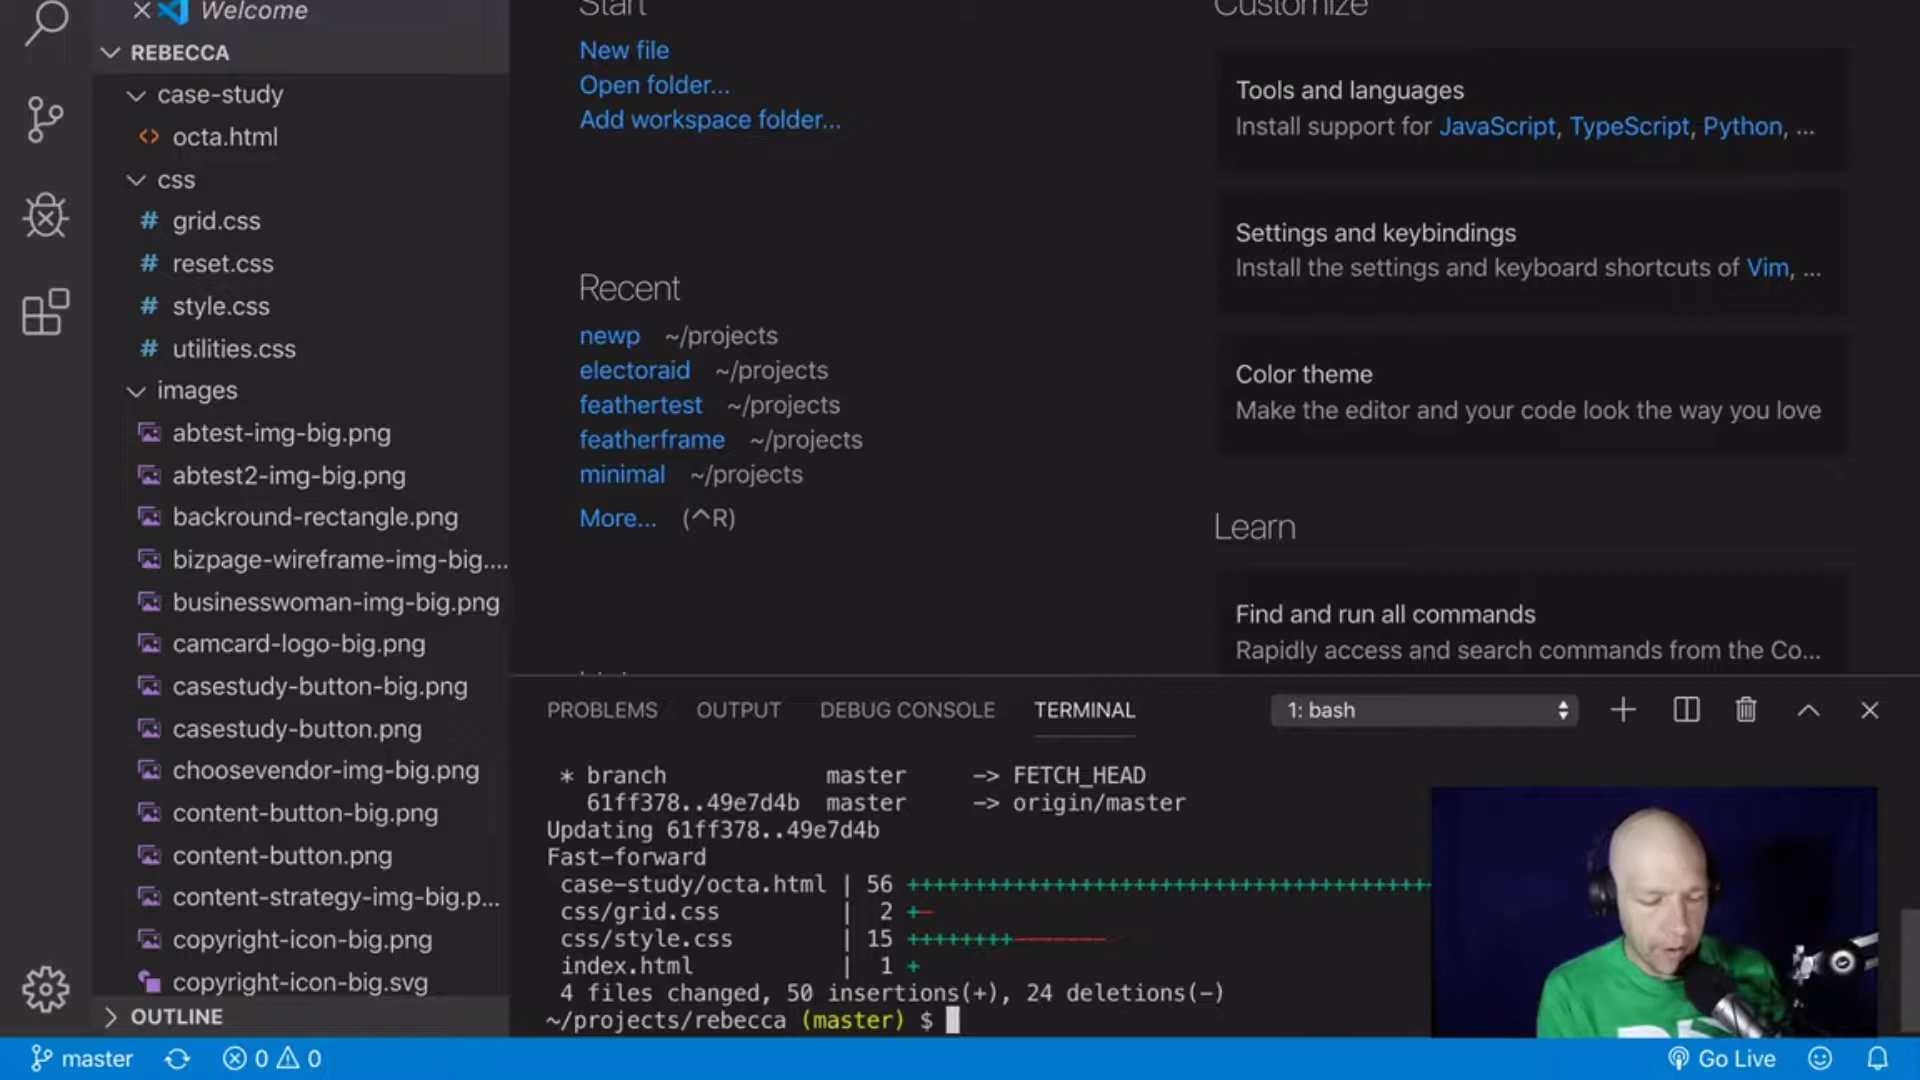 Welcome
REBECCA
case-study
octa.html
css
grid.css
reset.css
style.css
utilities.css
images
abtest-img-big.png
abtest2-img-big.png
backround-rectangle.png
bizpage-wireframe-img-big....
businesswoman-img-big.png
camcard-logo-big.png
casestudy-button-big.png
casestudy-button.png
choosevendor-img-big.png
content-button-big.png
content-button.png
content-strategy-img-big.p...
copyright-icon-big.png
copyright-icon-big.svg
OUTLINE
Start
New file
Open folder...
Add workspace folder...
Recent
newp ~/projects
electoraid ~/projects
feathertest ~/projects
featherframe ~/projects
minimal ~/projects
More... (^R)
Customize
Tools and languages
Install support for JavaScript, TypeScript, Python, ...
Settings and keybindings
Install the settings and keyboard shortcuts of Vim, ...
Color theme
Make the editor and your code look the way you love
Learn
Find and run all commands
Rapidly access and search commands from the Co...
PROBLEMS OUTPUT DEBUG CONSOLE TERMINAL 1: bash
* branch master -> FETCH_HEAD
61ff378..49e7d4b master -> origin/master
Updating 61ff378..49e7d4b
Fast-forward
case-study/octa.html | 56 +++++++++++++++++++++++++++++++++++++++
css/grid.css | 2 +-
css/style.css | 15 ++++++++-------
index.html | 1 +
4 files changed, 50 insertions(+), 24 deletions(-)
~/projects/rebecca (master) $
master 0 0 Go Live